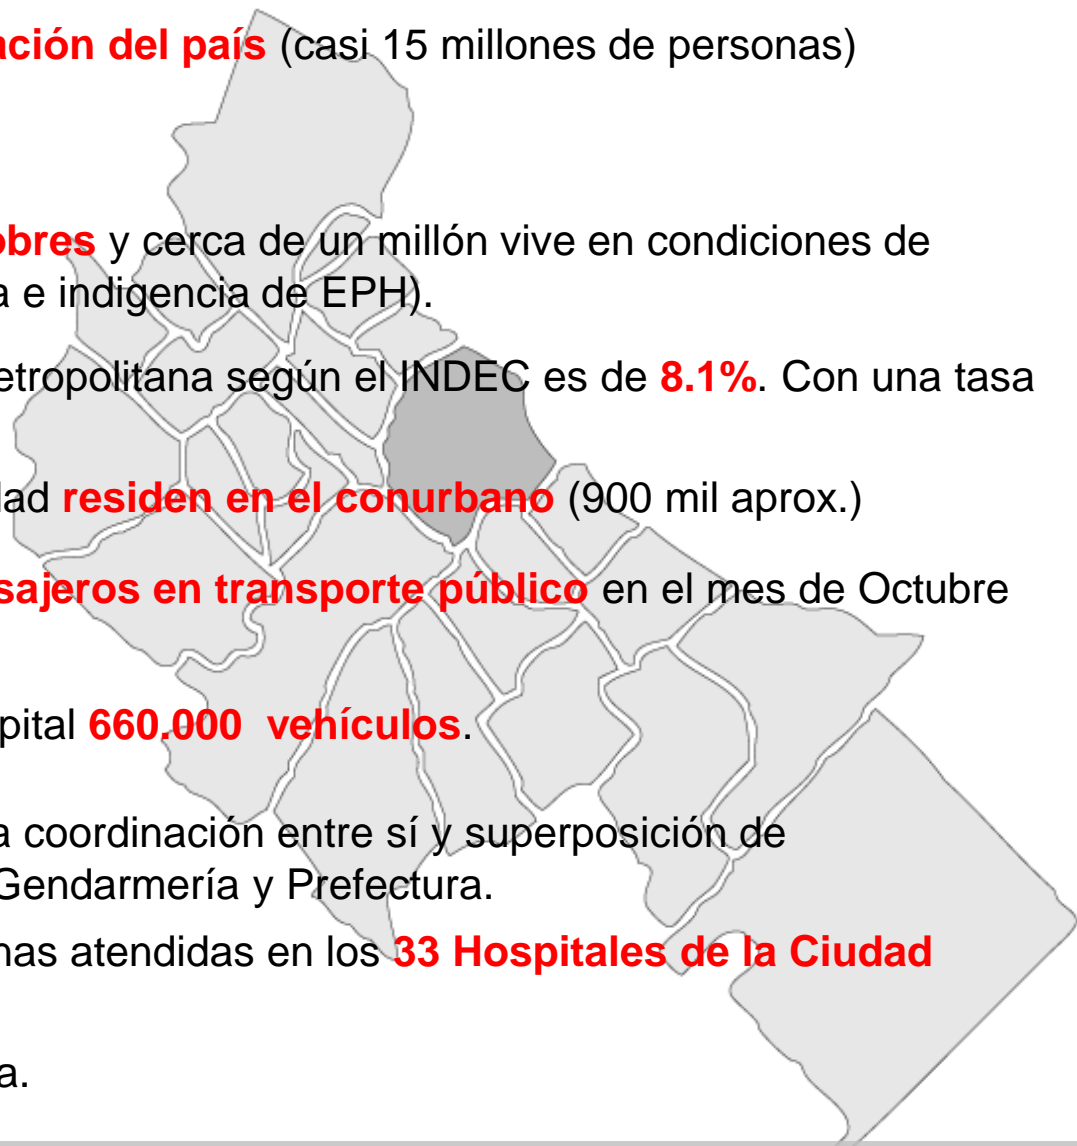 ación del país (casi 15 millones de personas)
obres y cerca de un millón vive en condiciones de
a e indigencia de EPH).
etropolitana según el INDEC es de 8.1%. Con una tasa
dad residen en el conurbano (900 mil aprox.)
sajeros en transporte público en el mes de Octubre
pital 660.000 vehículos.
a coordinación entre sí y superposición de
Gendarmería y Prefectura.
nas atendidas en los 33 Hospitales de la Ciudad
a.